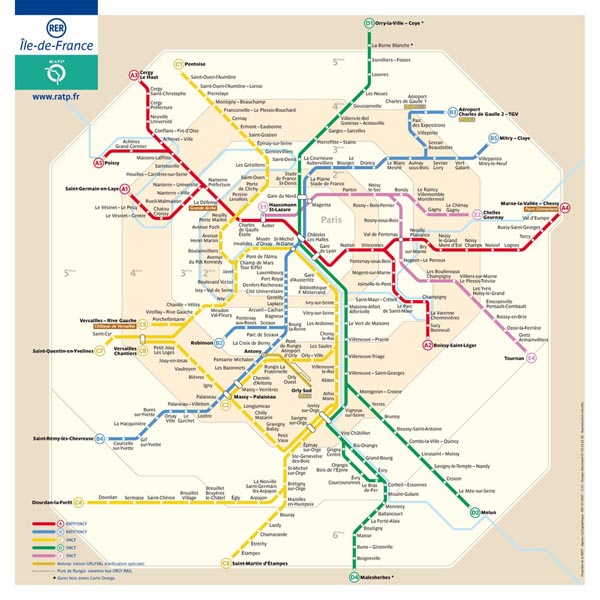 RER
Île-de-France
RATP
www.ratp.fr
D1 Orry-la-Ville – Coye *
La Borne Blanche *
Survilliers - Fosses
Louvres
Les Noues
Goussainville
Villiers-le-Bel
Gonesse - Arnouville
Garges - Sarcelles
Pierrefitte - Stains
C1 Pontoise
Saint-Ouen-l'Aumône
Saint-Ouen-l'Aumône – Liesse
Pierrelaye
Montigny – Beauchamp
Franconville – Le Plessis-Bouchard
Cernay
Ermont – Eaubonne
Saint-Gratien
Épinay-sur-Seine
Gennevilliers
Les Grésillons
Saint-Ouen
Porte de Clichy
Pereire
Levallois
A3 Cergy
Le Haut
Cergy
Saint-Christophe
Cergy
Préfecture
Neuville
Université
Conflans - Fin d'Oise
Achères – Ville
Achères
Grand Cormier
Maisons-Laffitte
Sartrouville
Houilles – Carrières-sur-Seine
Nanterre – Université
Nanterre – Ville
Rueil-Malmaison
Nanterre
Préfecture
A5 Poissy
A1 Saint-Germain-en-Laye
Le Vésinet - Le Pecq
Le Vésinet - Centre
Chatou
Croissy
La Défense
Grande Arche
Neuilly
Porte Maillot
Avenue Foch
Avenue
Henri Martin
Boulainvilliers
Avenue
du Pdt Kennedy
Charles de
Gaulle
Étoile
Auber
Haussmann
St-Lazare
Magenta
Gare du Nord
Saint-Denis
Stade
de France
St-Denis
La Plaine
Stade de France
La Courneuve
Aubervilliers
Le Bourget
Drancy
Le Blanc
Mesnil
Aulnay
sous-Bois
Sevran
Livry
Vert
Galant
Villeparisis
Mitry-le-Neuf
B5 Mitry – Claye
Sevran
Beaudottes
Villepinte
Parc
des Expositions
Aéroport
Charles de Gaulle 1
B3 Aéroport
Charles de Gaulle 2 – TGV
Pantin
Noisy
le-Sec
Bondy
Le Raincy
Villemomble
Montfermeil
Gagny
Le Chénay
Gagny
E2 Chelles
Gournay
Rosny-Bois-Perrier
Rosny-sous-Bois
Val de
Fontenay
Neuilly
Plaisance
Bry-sur-Marne
Noisy
le-Grand
Mont d'Est
Noisy
Champs
Noisiel
Lognes
Torcy
Bussy-Saint-Georges
Val d'Europe
Marne-la-Vallée – Chessy
A4
Paris
Châtelet
Les Halles
Gare
de Lyon
Nation
Vincennes
Fontenay-sous-Bois
Nogent-sur-Marne
Joinville-le-Pont
Saint-Maur - Créteil
Le Parc
de Saint-Maur
Champigny
La Varenne
Chennevières
Sucy
Bonneuil
A2 Boissy-Saint-Léger
Nogent - Le Perreux
Les Boullereaux
Champigny
Villiers-sur-Marne
Le Plessis-Trévise
Les Yvris
Noisy-le-Grand
Émerainville
Pontault-Combault
Roissy-en-Brie
Ozoir-la-Ferrière
Gretz-Armainvilliers
Tournan
E4
Invalides
Musée
d'Orsay
St-Michel
N-Dame
Pont de l'Alma
Champ de Mars
Tour Eiffel
Javel
Boulevard Victor
Issy - Val de Seine
Issy
Meudon
Val-Fleury
Chaville – Vélizy
Viroflay - Rive Gauche
Porchefontaine
Luxembourg
Port Royal
Denfert-Rochereau
Cité Universitaire
Gentilly
Laplace
Arcueil – Cachan
Bagneux
Bourg-la-Reine
Parc de Sceaux
Sceaux
Fontenay-aux-Roses
B2 Robinson
La Croix de Berny
Antony
Fontaine Michalon
Les Baconnets
Massy – Verrières
Massy – Palaiseau
Palaiseau
Palaiseau – Villebon
Lozère
Le Guichet
Orsay
Ville
Bures
sur-Yvette
La Hacquinière
Gif
sur-Yvette
Courcelle
sur-Yvette
B4 Saint-Rémy-lès-Chevreuse
Versailles – Rive Gauche
Château de Versailles
C5
Saint-Cyr
C7 Saint-Quentin-en-Yvelines
Versailles
Chantiers
C8
Petit Jouy
Les Loges
Jouy-en-Josas
Vauboyen
Bièvres
Igny
C2
Longjumeau
Chilly
Mazarin
Gravigny
Balizy
Petit
Vaux
Chemin
d'Antony
Rungis
La Fraternelle
Orly – Ville
Orly
Ouest
Orly Sud
Gare
d'Austerlitz
Bibliothèque
F. Mitterrand
Ivry-sur-Seine
Vitry-sur-Seine
Les Ardoines
Choisy
le-Roi
Villeneuve
le-Roi
Ablon
Athis
Mons
Juvisy
sur-Orge
Maisons-Alfort
Alfortville
Le Vert de Maisons
Villeneuve – Prairie
Villeneuve-Triage
Villeneuve – Saint-Georges
Montgeron – Crosne
Yerres
Brunoy
Boussy-Saint-Antoine
Combs-la-Ville – Quincy
Lieusaint - Moissy
Savigny-le-Temple - Nandy
Cesson
Le Mée-sur-Seine
D2 Melun
Vigneux
sur-Seine
Viry-Châtillon
Ris-Orangis
Grand-Bourg
Évry
Corbeil – Essonnes
Moulin-Galant
Mennecy
Ballancourt
La Ferté-Alais
Boutigny
Maisse
Buno – Gironville
Boigneville
D4 Malesherbes *
Grigny
Centre
Orangis
Bois de l'Épine
Évry
Courcouronnes
Le Bras
de Fer
Savigny
sur-Orge
Épinay
sur-Orge
Ste-Geneviève
des-Bois
St-Michel
sur-Orge
Brétigny
sur-Orge
Marolles
en-Hurepoix
Bouray
Lardy
Chamarande
Étréchy
Étampes
C6 Saint-Martin d'Étampes
La Norville
Saint-Germain
lès-Arpajon
Arpajon
Égly
Breuillet
Bruyères
le-Châtel
Breuillet
Village
Saint-Chéron
Sermaise
Dourdan
Dourdan-la-Forêt C4
A RATP/SNCF
B RATP/SNCF
C SNCF
D SNCF
E SNCF
Antony: liaison ORLYVAL (tarification spéciale)
Pont de Rungis: navettes bus ORLY RAIL
* Gares hors zones Carte Orange